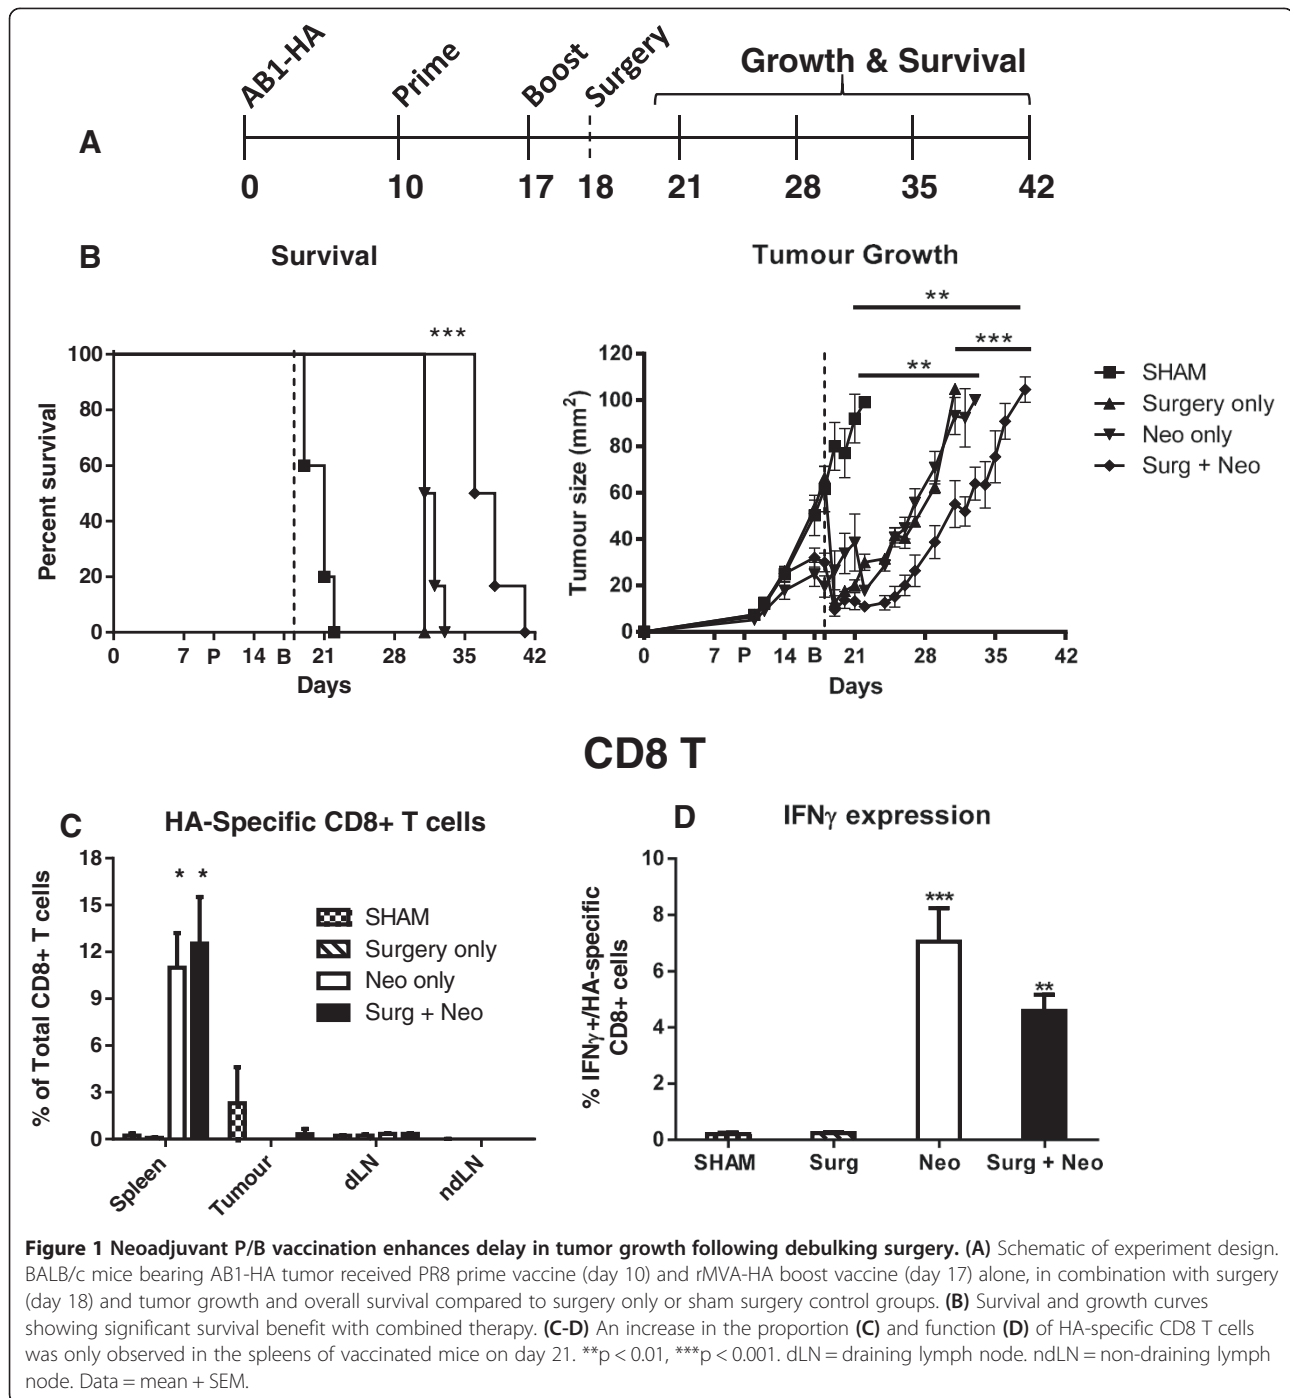 AB1-HA
Prime
Boost
Surgery
Growth & Survival
A
0 10 17 18 21 28 35 42
B
Survival
***
Percent survival
100
80
60
40
20
0
0 7 P 14 B 21 28 35 42
Days
Tumour Growth
**
***
**
Tumour size (mm²)
120
100
80
60
40
20
0
0 7 P 14 B 21 28 35 42
Days
SHAM
Surgery only
Neo only
Surg + Neo
CD8 T
C
HA-Specific CD8+ T cells
% of Total CD8+ T cells
18
15
12
9
6
3
0
* *
SHAM
Surgery only
Neo only
Surg + Neo
Spleen
Tumour
dLN
ndLN
D
IFNγ expression
% IFNγ+/HA-specific
CD8+ cells
10
8
6
4
2
0
***
**
SHAM Surg Neo Surg + Neo
Figure 1 Neoadjuvant P/B vaccination enhances delay in tumor growth following debulking surgery. (A) Schematic of experiment design.
BALB/c mice bearing AB1-HA tumor received PR8 prime vaccine (day 10) and rMVA-HA boost vaccine (day 17) alone, in combination with surgery
(day 18) and tumor growth and overall survival compared to surgery only or sham surgery control groups. (B) Survival and growth curves
showing significant survival benefit with combined therapy. (C-D) An increase in the proportion (C) and function (D) of HA-specific CD8 T cells
was only observed in the spleens of vaccinated mice on day 21. **p < 0.01, ***p < 0.001. dLN = draining lymph node. ndLN = non-draining lymph
node. Data = mean + SEM.